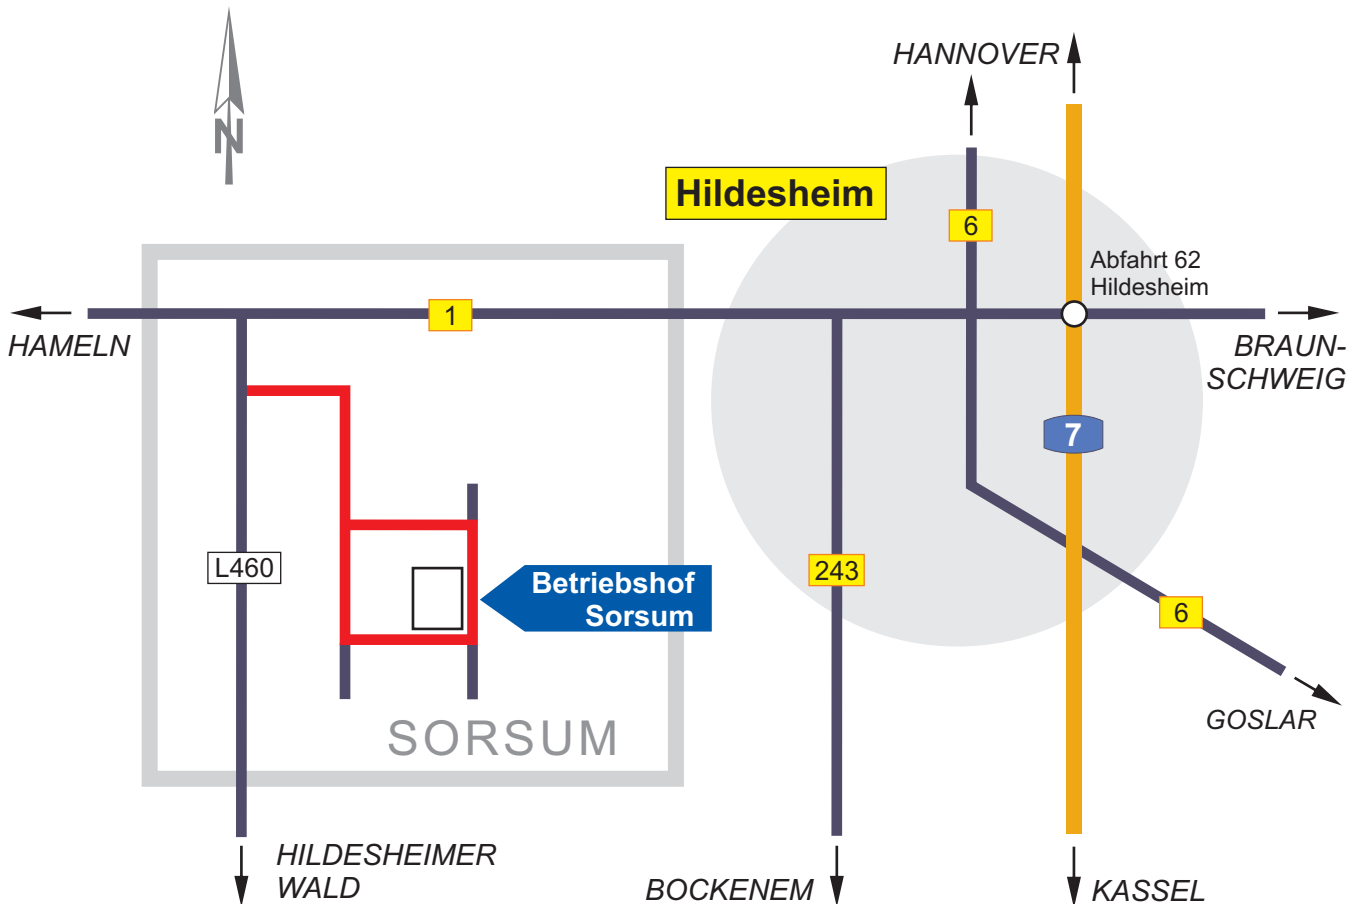 HANNOVER
N
Hildesheim
6
Abfahrt 62
Hildesheim
1
HAMELN
BRAUN-
SCHWEIG
7
L460
243
Betriebshof
Sorsum
6
SORSUM
GOSLAR
HILDESHEIMER
WALD
BOCKENEM
KASSEL